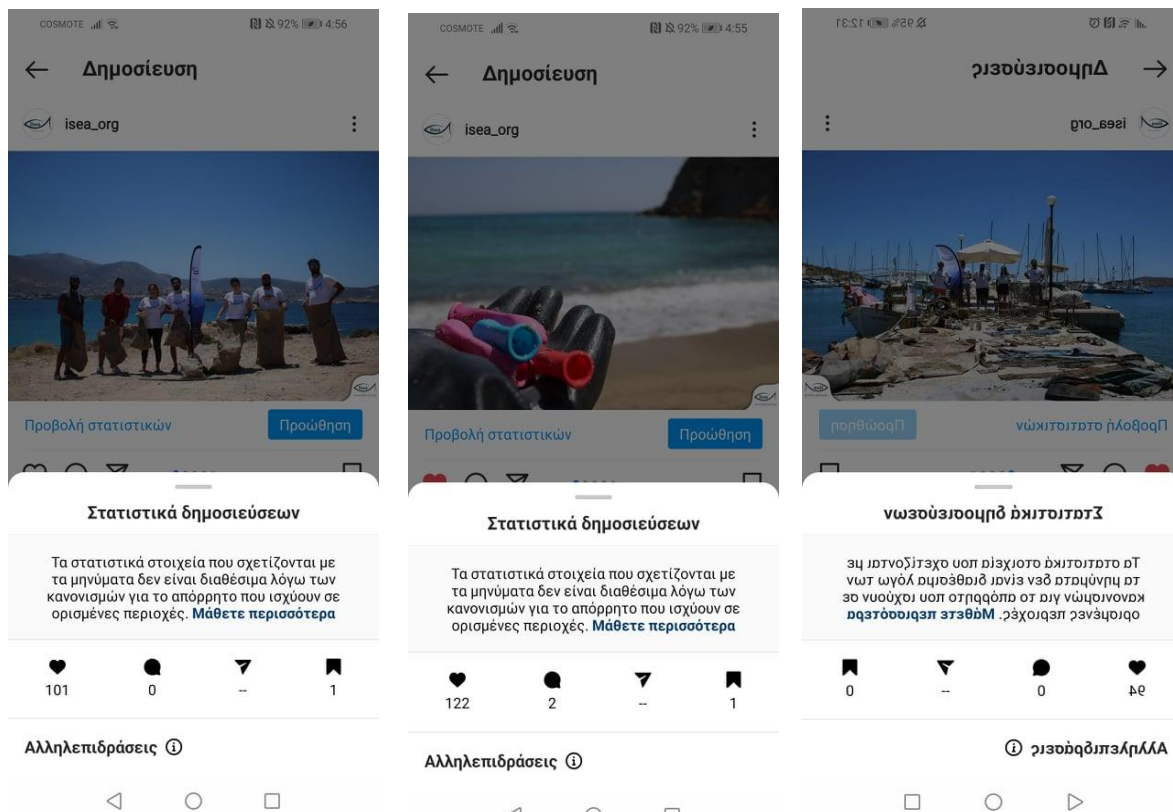 COSMOTE 92% 4:56
Δημοσίευση
isea_org
Προβολή στατιστικών Προώθηση
Στατιστικά δημοσιεύσεων
Τα στατιστικά στοιχεία που σχετίζονται με
τα μηνύματα δεν είναι διαθέσιμα λόγω των
κανονισμών για το απόρρητο που ισχύουν σε
ορισμένες περιοχές. Μάθετε περισσότερα
101 0 -- 1
Αλληλεπιδράσεις
COSMOTE 92% 4:55
Δημοσίευση
isea_org
Προβολή στατιστικών Προώθηση
Στατιστικά δημοσιεύσεων
Τα στατιστικά στοιχεία που σχετίζονται με
τα μηνύματα δεν είναι διαθέσιμα λόγω των
κανονισμών για το απόρρητο που ισχύουν σε
ορισμένες περιοχές. Μάθετε περισσότερα
122 2 -- 1
Αλληλεπιδράσεις
95% 12:31
Δημοσιεύσεις
isea_org
Προβολή στατιστικών Προώθηση
Στατιστικά δημοσιεύσεων
Τα στατιστικά στοιχεία που σχετίζονται με
τα μηνύματα δεν είναι διαθέσιμα λόγω των
κανονισμών για το απόρρητο που ισχύουν σε
ορισμένες περιοχές. Μάθετε περισσότερα
94 0 -- 0
Αλληλεπιδράσεις